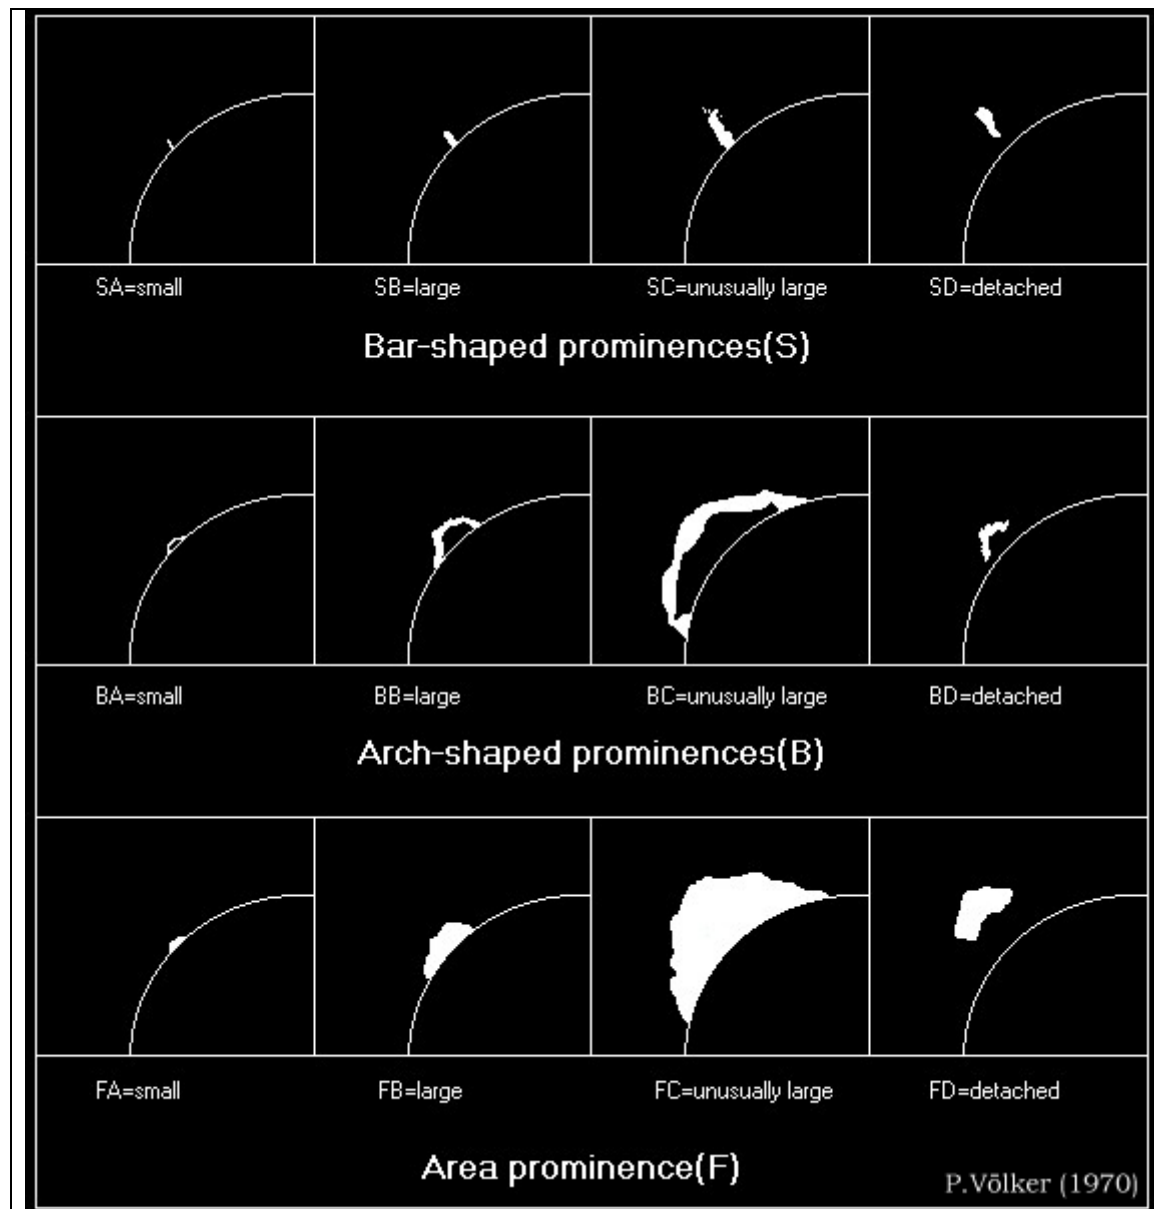 SA=small SB=large SC=unusually large SD=detached
Bar-shaped prominences(S)
BA=small BB=large BC=unusually large BD=detached
Arch-shaped prominences(B)
FA=small FB=large FC=unusually large FD=detached
Area prominence(F)
P.Völker (1970)